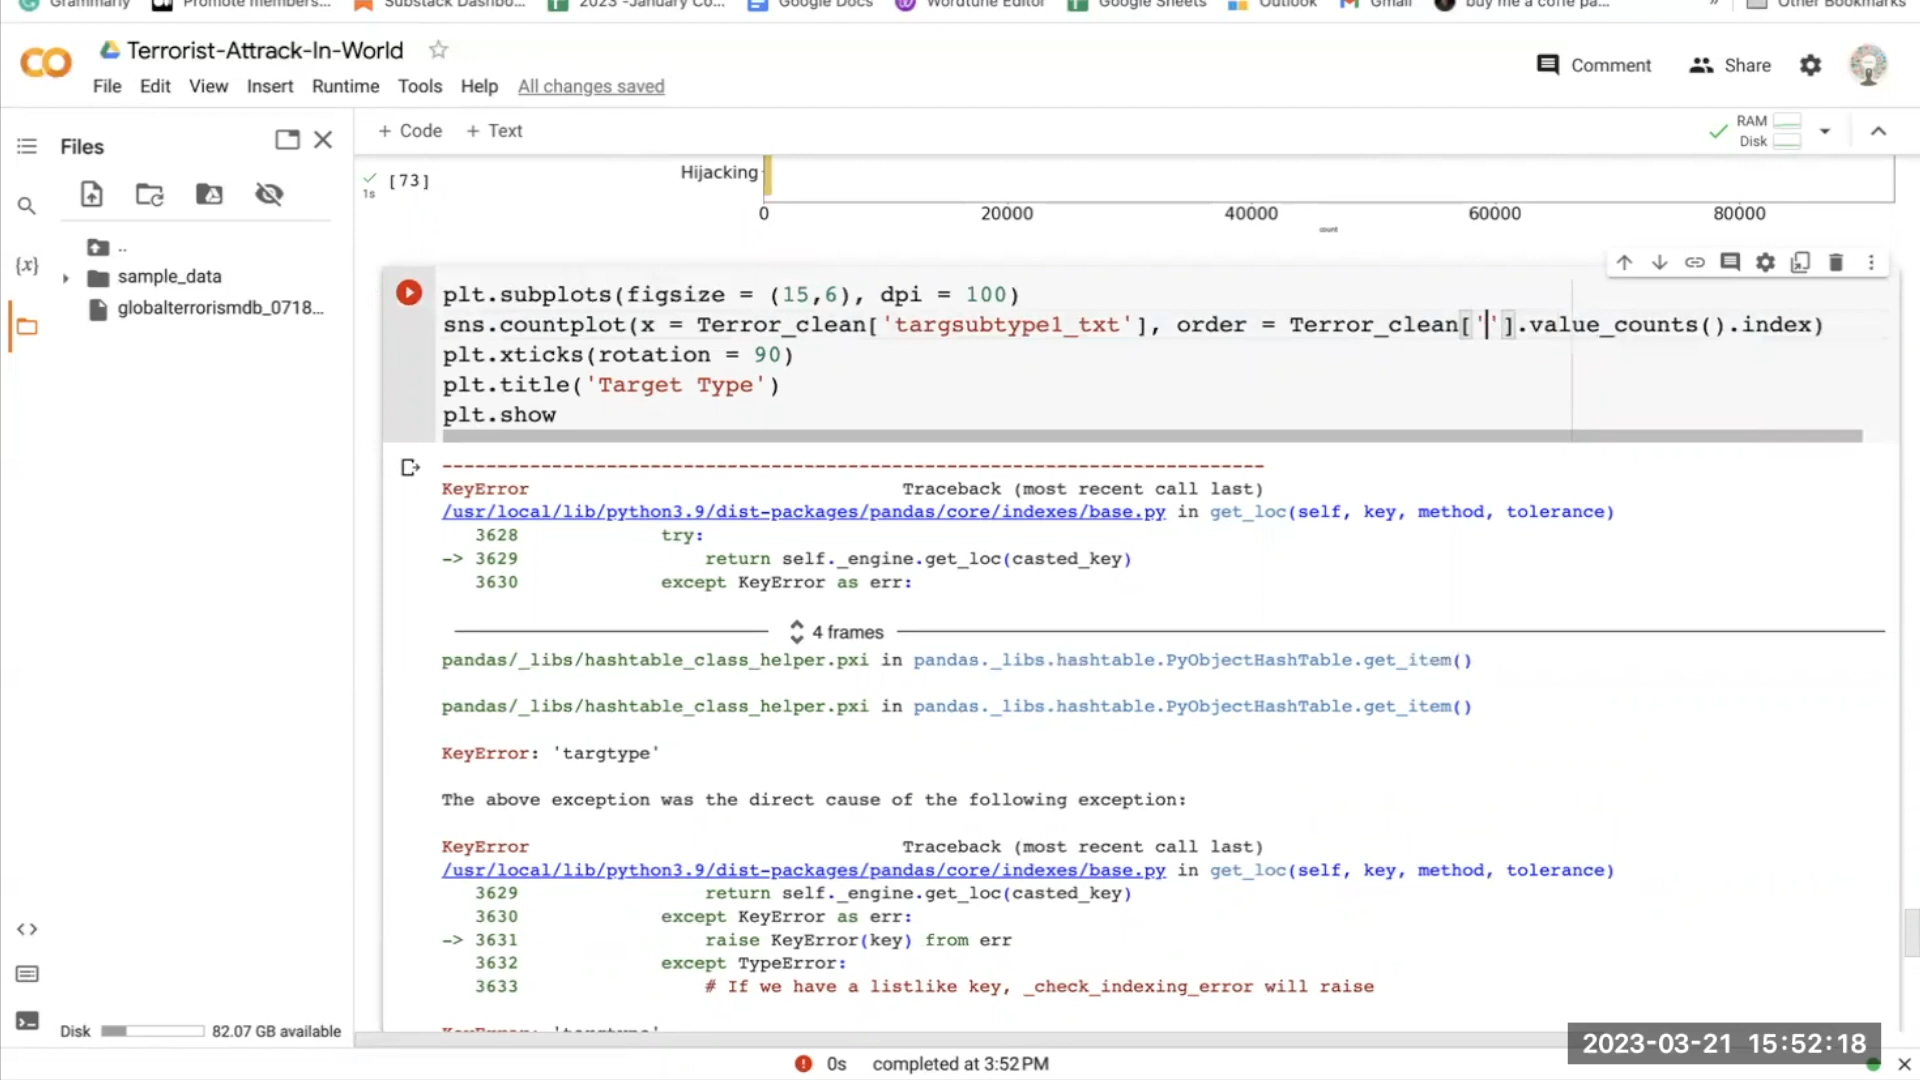 Grammarly Promote members... Substack Dashbo... 2023 -January Co... Google Docs Wordtune Editor Google Sheets Outlook Gmail buy me a coffe pa... » Other Bookmarks
Terrorist-Attrack-In-World
Comment Share
File Edit View Insert Runtime Tools Help All changes saved
Files
+ Code + Text
RAM
Disk
[73]
1s
Hijacking
0 20000 40000 60000 80000
count
{x}
..
sample_data
globalterrorismdb_0718...
plt.subplots(figsize = (15,6), dpi = 100)
sns.countplot(x = Terror_clean['targsubtype1_txt'], order = Terror_clean[''].value_counts().index)
plt.xticks(rotation = 90)
plt.title('Target Type')
plt.show
---------------------------------------------------------------------------
KeyError Traceback (most recent call last)
/usr/local/lib/python3.9/dist-packages/pandas/core/indexes/base.py in get_loc(self, key, method, tolerance)
3628 try:
-> 3629 return self._engine.get_loc(casted_key)
3630 except KeyError as err:
4 frames
pandas/_libs/hashtable_class_helper.pxi in pandas._libs.hashtable.PyObjectHashTable.get_item()
pandas/_libs/hashtable_class_helper.pxi in pandas._libs.hashtable.PyObjectHashTable.get_item()
KeyError: 'targtype'
The above exception was the direct cause of the following exception:
KeyError Traceback (most recent call last)
/usr/local/lib/python3.9/dist-packages/pandas/core/indexes/base.py in get_loc(self, key, method, tolerance)
3629 return self._engine.get_loc(casted_key)
3630 except KeyError as err:
-> 3631 raise KeyError(key) from err
3632 except TypeError:
3633 # If we have a listlike key, _check_indexing_error will raise
KeyError: 'targtype'
Disk 82.07 GB available
0s completed at 3:52 PM
2023-03-21 15:52:18